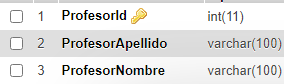 1 ProfesorId int(11)
2 ProfesorApellido varchar(100)
3 ProfesorNombre varchar(100)